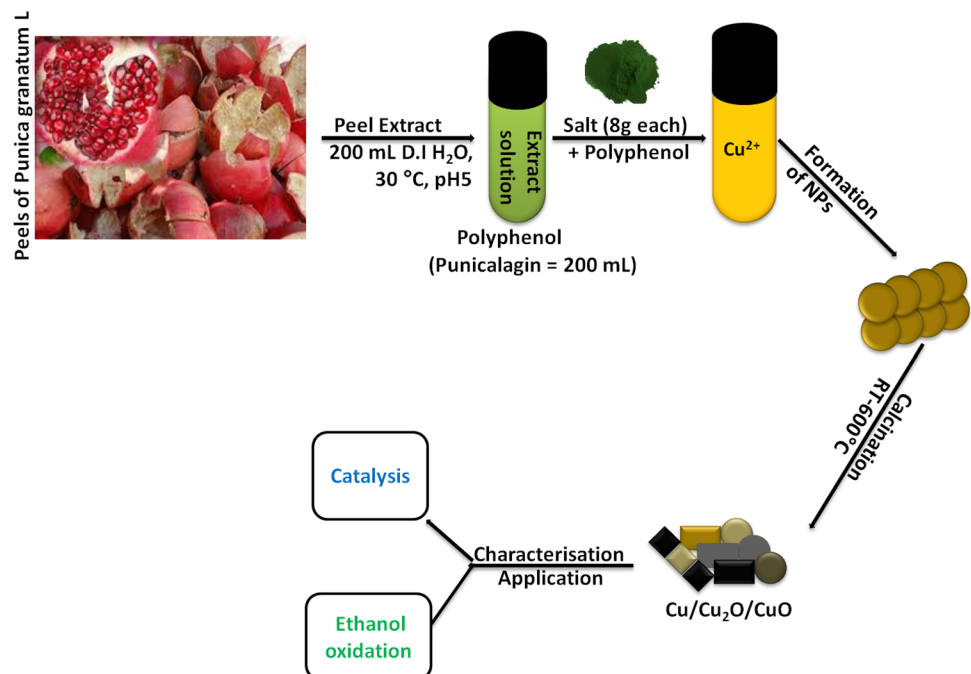 Peels of Punica granatum L
Peel Extract
200 mL D.I H₂O,
30 °C, pH5
Extract
solution
Polyphenol
(Punicalagin = 200 mL)
Salt (8g each)
+ Polyphenol
Cu²⁺
Formation
of NPs
Calcination
RT-600°C
Cu/Cu₂O/CuO
Characterisation
Application
Catalysis
Ethanol
oxidation